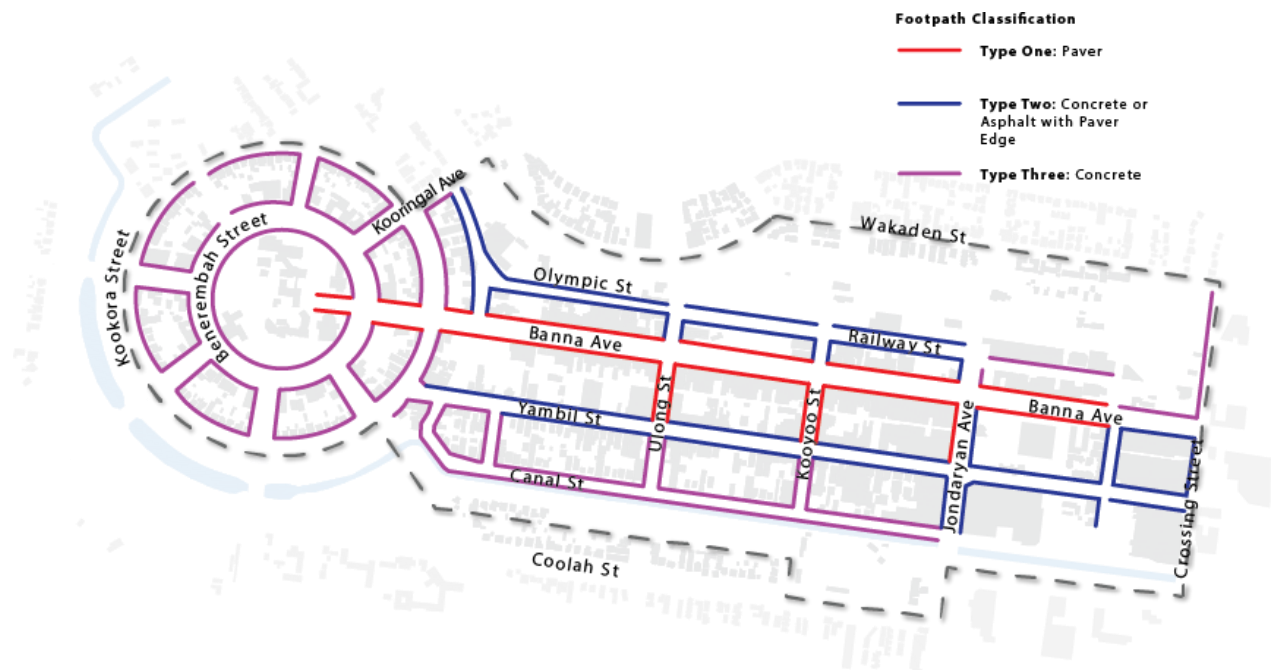 Footpath Classification
Type One: Paver
Type Two: Concrete or
Asphalt with Paver
Edge
Type Three: Concrete
Kooringal Ave
Wakaden St
Benerembah Street
Kookora Street
Olympic St
Banna Ave
Railway St
Yambil St
Ulong St
Kooyoo St
Jondaryan Ave
Banna Ave
Canal St
Crossing Street
Coolah St